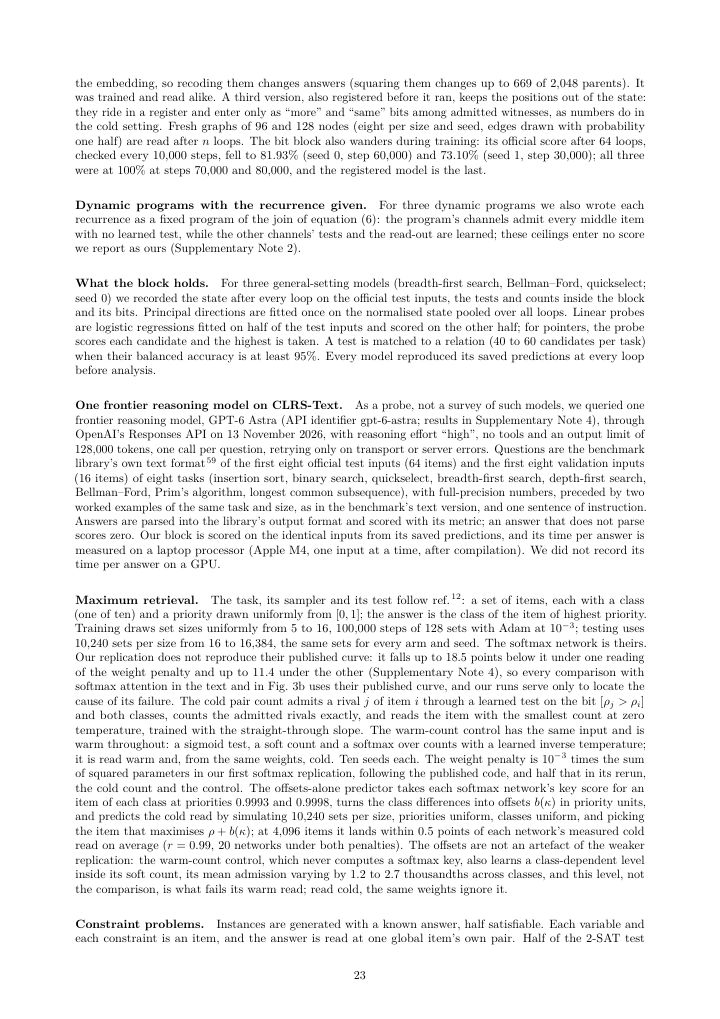 the embedding, so recoding them changes answers (squaring them changes up to 669 of 2,048 parents). It
was trained and read alike. A third version, also registered before it ran, keeps the positions out of the state:
they ride in a register and enter only as “more” and “same” bits among admitted witnesses, as numbers do in
the cold setting. Fresh graphs of 96 and 128 nodes (eight per size and seed, edges drawn with probability
one half) are read after n loops. The bit block also wanders during training: its official score after 64 loops,
checked every 10,000 steps, fell to 81.93% (seed 0, step 60,000) and 73.10% (seed 1, step 30,000); all three
were at 100% at steps 70,000 and 80,000, and the registered model is the last.
Dynamic programs with the recurrence given. For three dynamic programs we also wrote each
recurrence as a fixed program of the join of equation (6): the program’s channels admit every middle item
with no learned test, while the other channels’ tests and the read-out are learned; these ceilings enter no score
we report as ours (Supplementary Note 2).
What the block holds. For three general-setting models (breadth-first search, Bellman–Ford, quickselect;
seed 0) we recorded the state after every loop on the official test inputs, the tests and counts inside the block
and its bits. Principal directions are fitted once on the normalised state pooled over all loops. Linear probes
are logistic regressions fitted on half of the test inputs and scored on the other half; for pointers, the probe
scores each candidate and the highest is taken. A test is matched to a relation (40 to 60 candidates per task)
when their balanced accuracy is at least 95%. Every model reproduced its saved predictions at every loop
before analysis.
One frontier reasoning model on CLRS-Text. As a probe, not a survey of such models, we queried one
frontier reasoning model, GPT-6 Astra (API identifier gpt-6-astra; results in Supplementary Note 4), through
OpenAI’s Responses API on 13 November 2026, with reasoning effort “high”, no tools and an output limit of
128,000 tokens, one call per question, retrying only on transport or server errors. Questions are the benchmark
library’s own text format⁵⁹ of the first eight official test inputs (64 items) and the first eight validation inputs
(16 items) of eight tasks (insertion sort, binary search, quickselect, breadth-first search, depth-first search,
Bellman–Ford, Prim’s algorithm, longest common subsequence), with full-precision numbers, preceded by two
worked examples of the same task and size, as in the benchmark’s text version, and one sentence of instruction.
Answers are parsed into the library’s output format and scored with its metric; an answer that does not parse
scores zero. Our block is scored on the identical inputs from its saved predictions, and its time per answer is
measured on a laptop processor (Apple M4, one input at a time, after compilation). We did not record its
time per answer on a GPU.
Maximum retrieval. The task, its sampler and its test follow ref.¹²: a set of items, each with a class
(one of ten) and a priority drawn uniformly from [0, 1]; the answer is the class of the item of highest priority.
Training draws set sizes uniformly from 5 to 16, 100,000 steps of 128 sets with Adam at 10⁻³; testing uses
10,240 sets per size from 16 to 16,384, the same sets for every arm and seed. The softmax network is theirs.
Our replication does not reproduce their published curve: it falls up to 18.5 points below it under one reading
of the weight penalty and up to 11.4 under the other (Supplementary Note 4), so every comparison with
softmax attention in the text and in Fig. 3b uses their published curve, and our runs serve only to locate the
cause of its failure. The cold pair count admits a rival j of item i through a learned test on the bit [ρⱼ > ρᵢ]
and both classes, counts the admitted rivals exactly, and reads the item with the smallest count at zero
temperature, trained with the straight-through slope. The warm-count control has the same input and is
warm throughout: a sigmoid test, a soft count and a softmax over counts with a learned inverse temperature;
it is read warm and, from the same weights, cold. Ten seeds each. The weight penalty is 10⁻³ times the sum
of squared parameters in our first softmax replication, following the published code, and half that in its rerun,
the cold count and the control. The offsets-alone predictor takes each softmax network’s key score for an
item of each class at priorities 0.9993 and 0.9998, turns the class differences into offsets b(κ) in priority units,
and predicts the cold read by simulating 10,240 sets per size, priorities uniform, classes uniform, and picking
the item that maximises ρ + b(κ); at 4,096 items it lands within 0.5 points of each network’s measured cold
read on average (r = 0.99, 20 networks under both penalties). The offsets are not an artefact of the weaker
replication: the warm-count control, which never computes a softmax key, also learns a class-dependent level
inside its soft count, its mean admission varying by 1.2 to 2.7 thousandths across classes, and this level, not
the comparison, is what fails its warm read; read cold, the same weights ignore it.
Constraint problems. Instances are generated with a known answer, half satisfiable. Each variable and
each constraint is an item, and the answer is read at one global item’s own pair. Half of the 2-SAT test
23